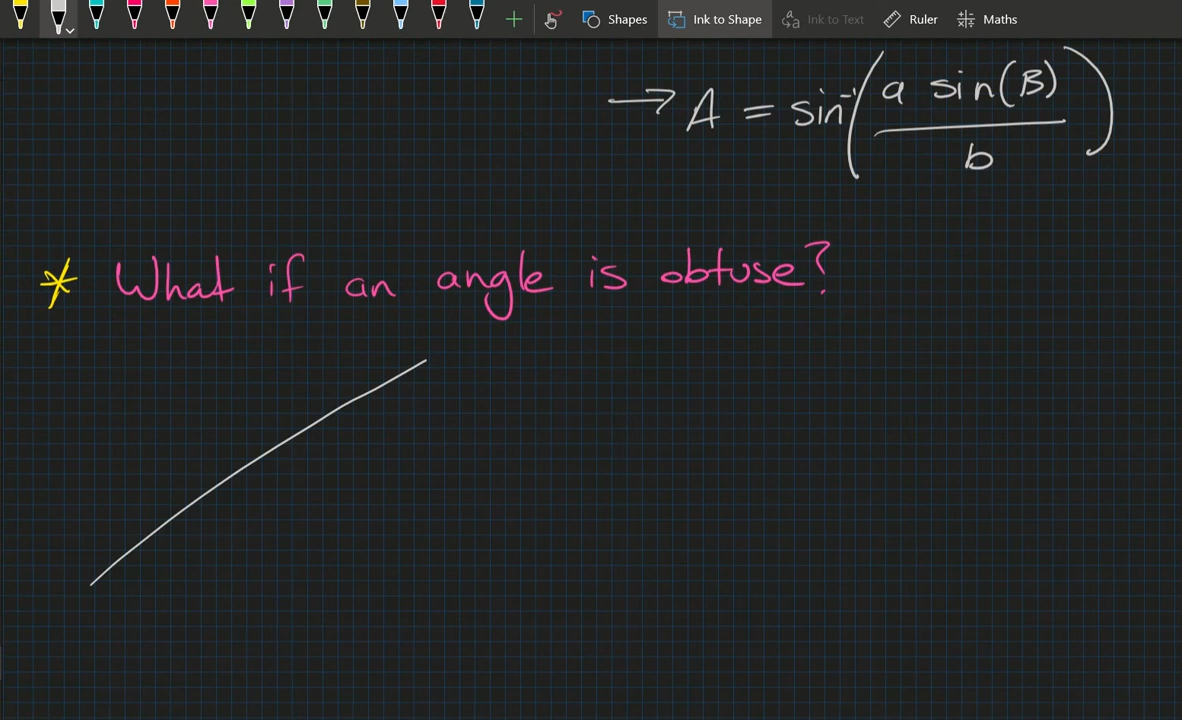 Shapes Ink to Shape Ink to Text Ruler Maths
→ A = sin⁻¹(a sin(B) / b)
* What if an angle is obtuse?